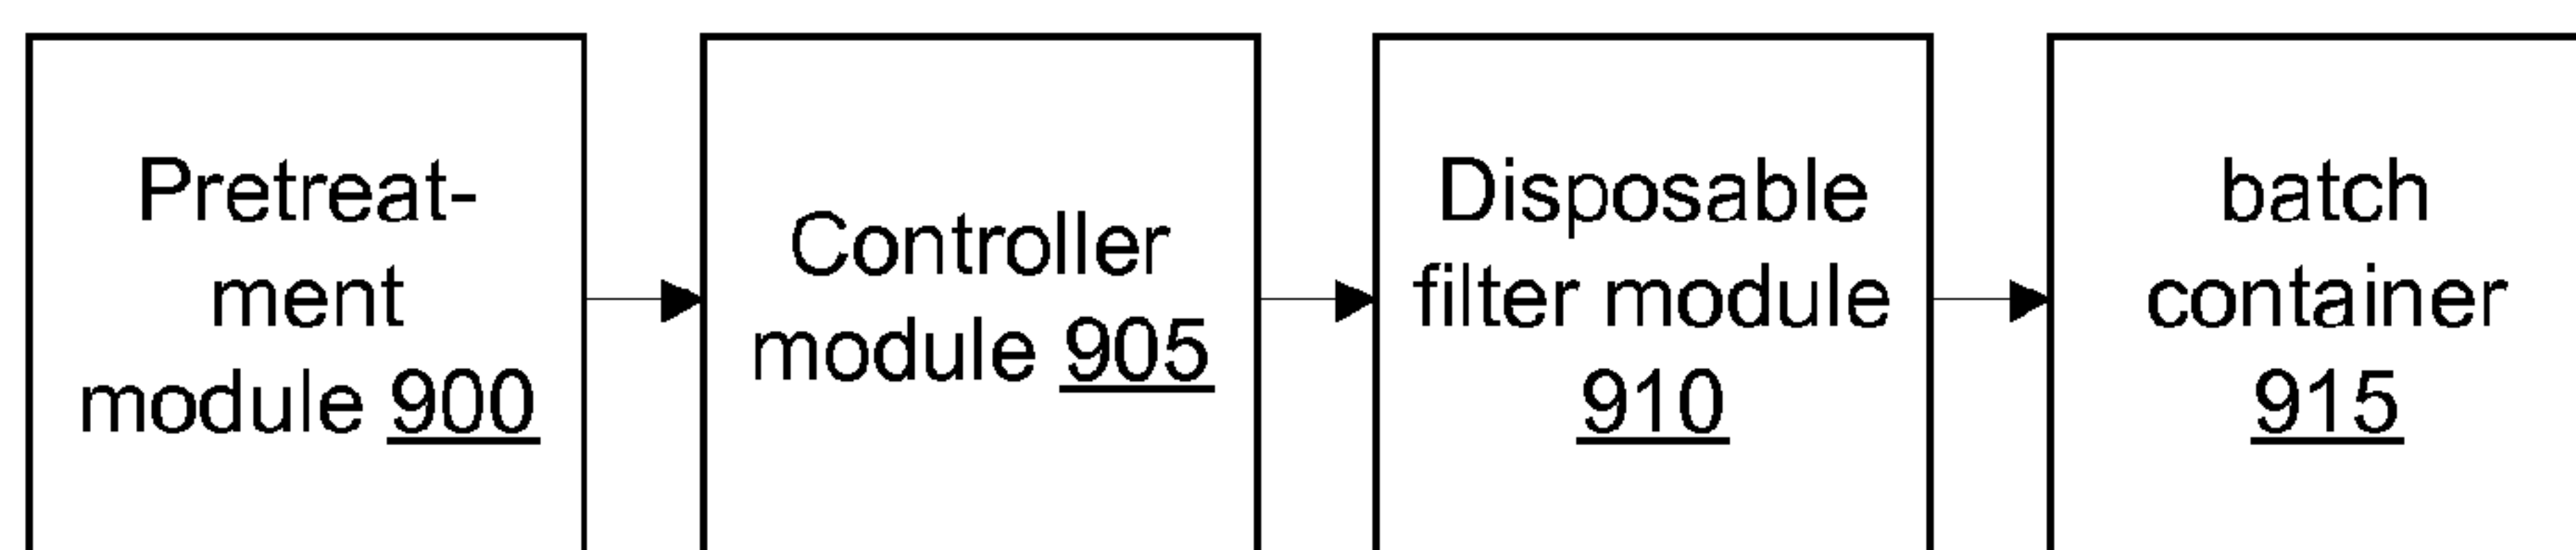 Pretreat-
ment
module 900
Controller
module 905
Disposable
filter module
910
batch
container
915